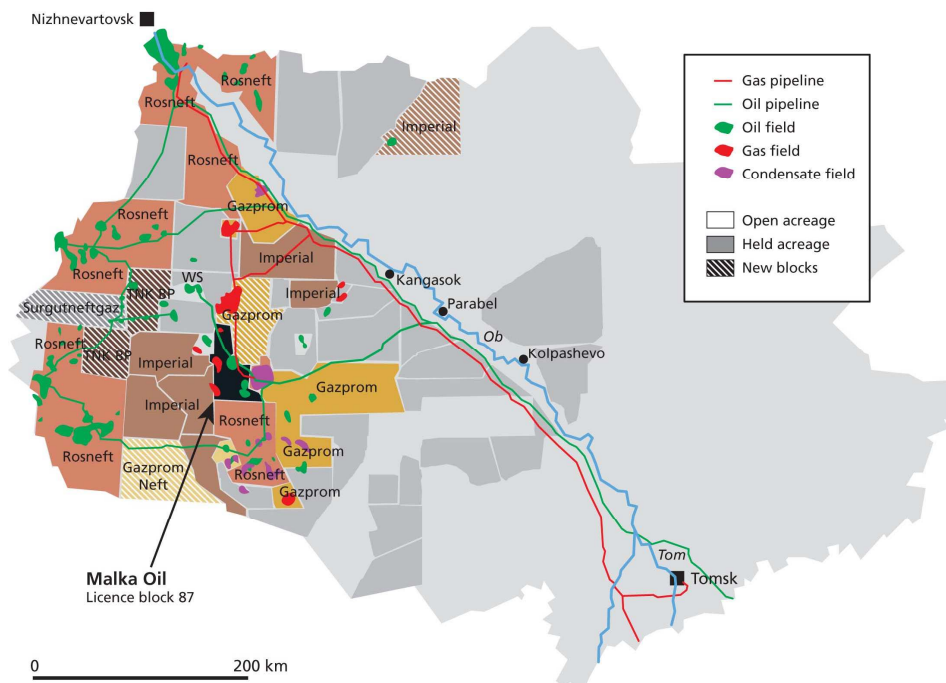 Nizhnevartovsk
Rosneft
Rosneft
Imperial
Rosneft
Gazprom
Rosneft
Imperial
Rosneft
WS
TNK BP
Imperial
Surgutneftgaz
Gazprom
Rosneft
TNK BP
Imperial
Gazprom
Imperial
Rosneft
Rosneft
Gazprom
Neft
Gazprom
Rosneft
Gazprom
Kangasok
Parabel
Ob
Kolpashevo
Tom
Tomsk
Malka Oil
Licence block 87
0 200 km
Gas pipeline
Oil pipeline
Oil field
Gas field
Condensate field
Open acreage
Held acreage
New blocks